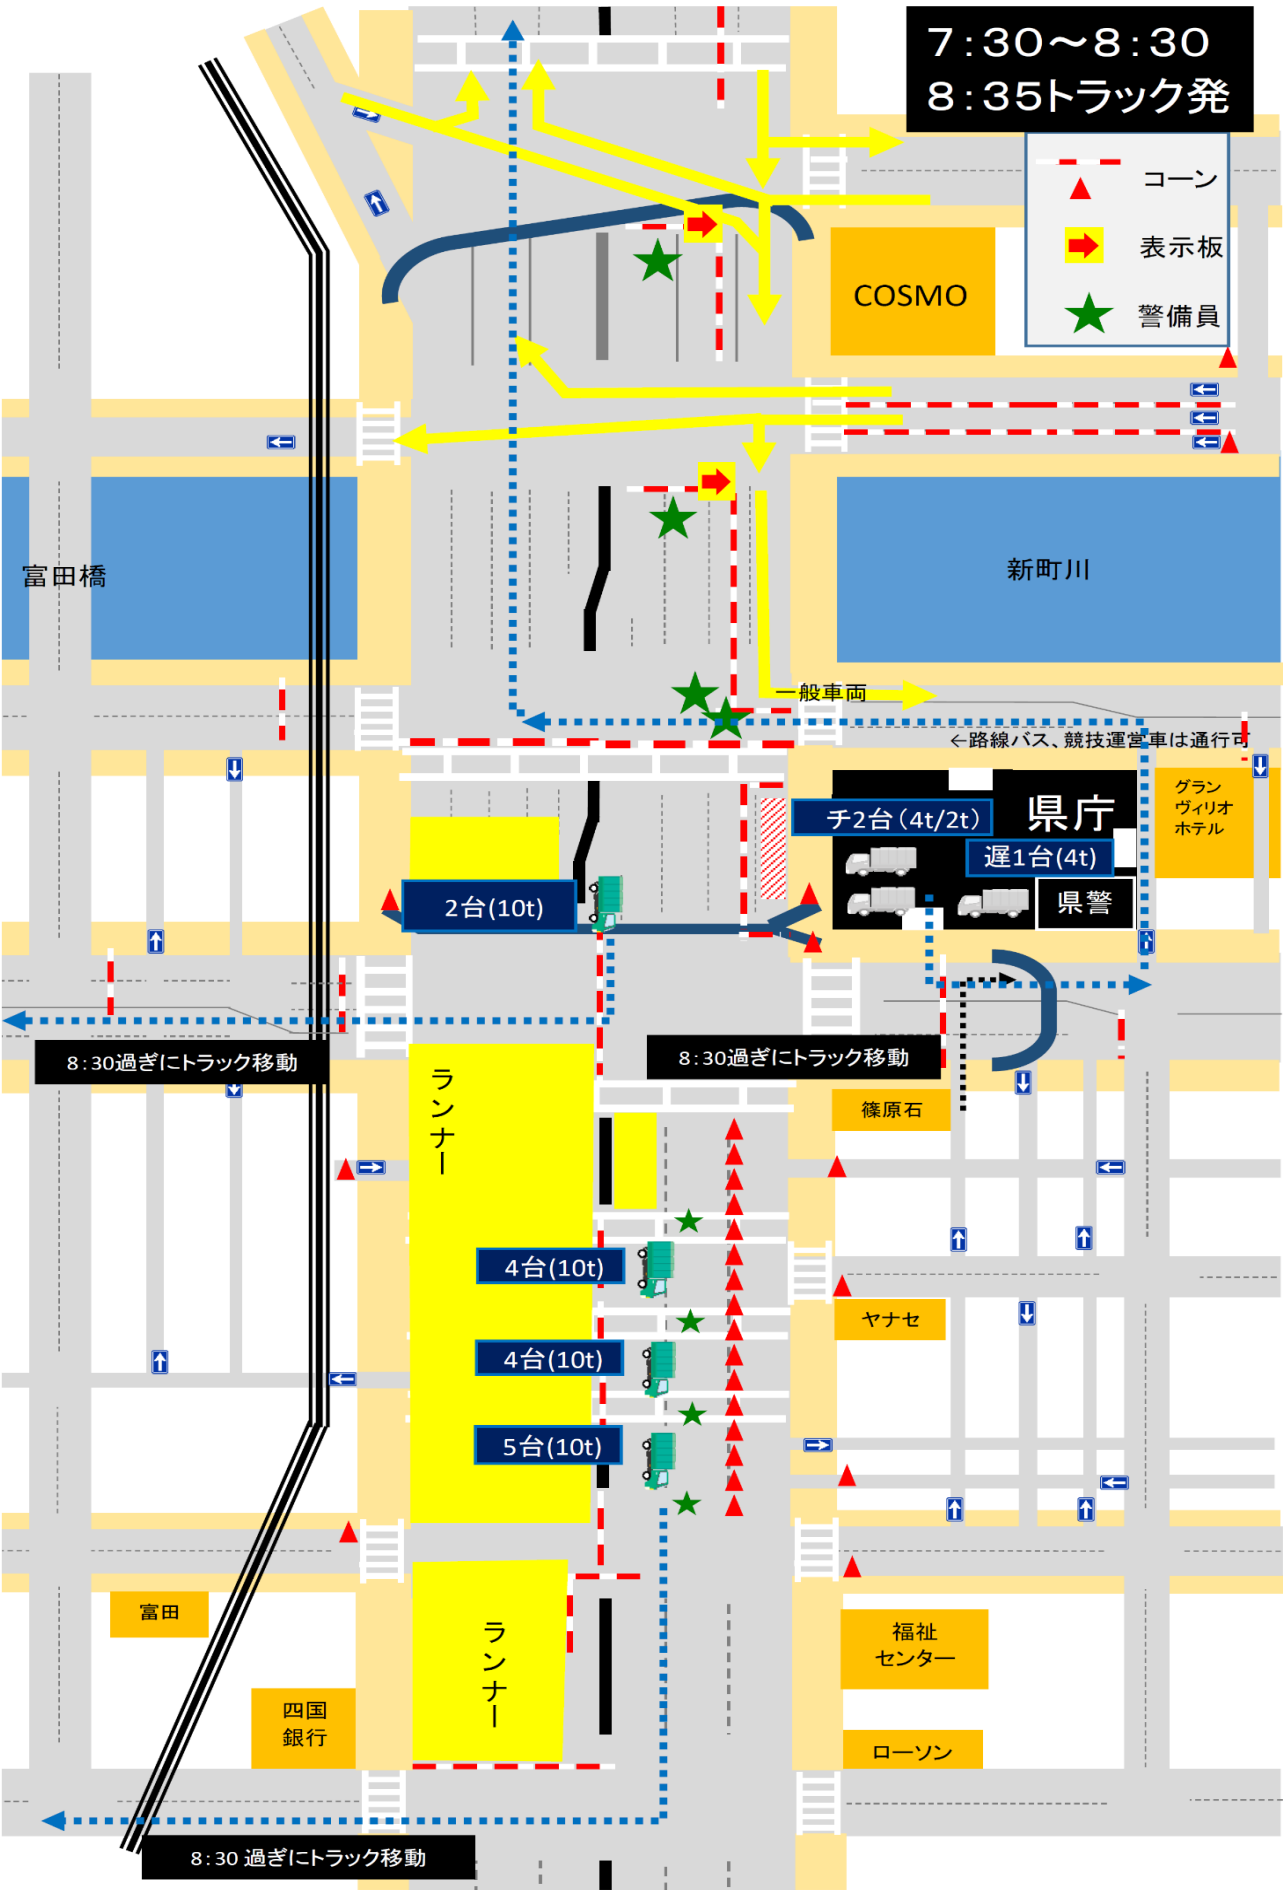 7:30～8:30
8:35トラック発
コーン
表示板
警備員
COSMO
富田橋
新町川
一般車両
←路線バス、競技運営車は通行可
グラン
ヴィリオ
ホテル
県庁
チ2台(4t/2t)
遅1台(4t)
県警
2台(10t)
8:30過ぎにトラック移動
8:30過ぎにトラック移動
ランナー
篠原石
4台(10t)
ヤナセ
4台(10t)
5台(10t)
富田
ランナー
福祉
センター
四国
銀行
ローソン
8:30 過ぎにトラック移動